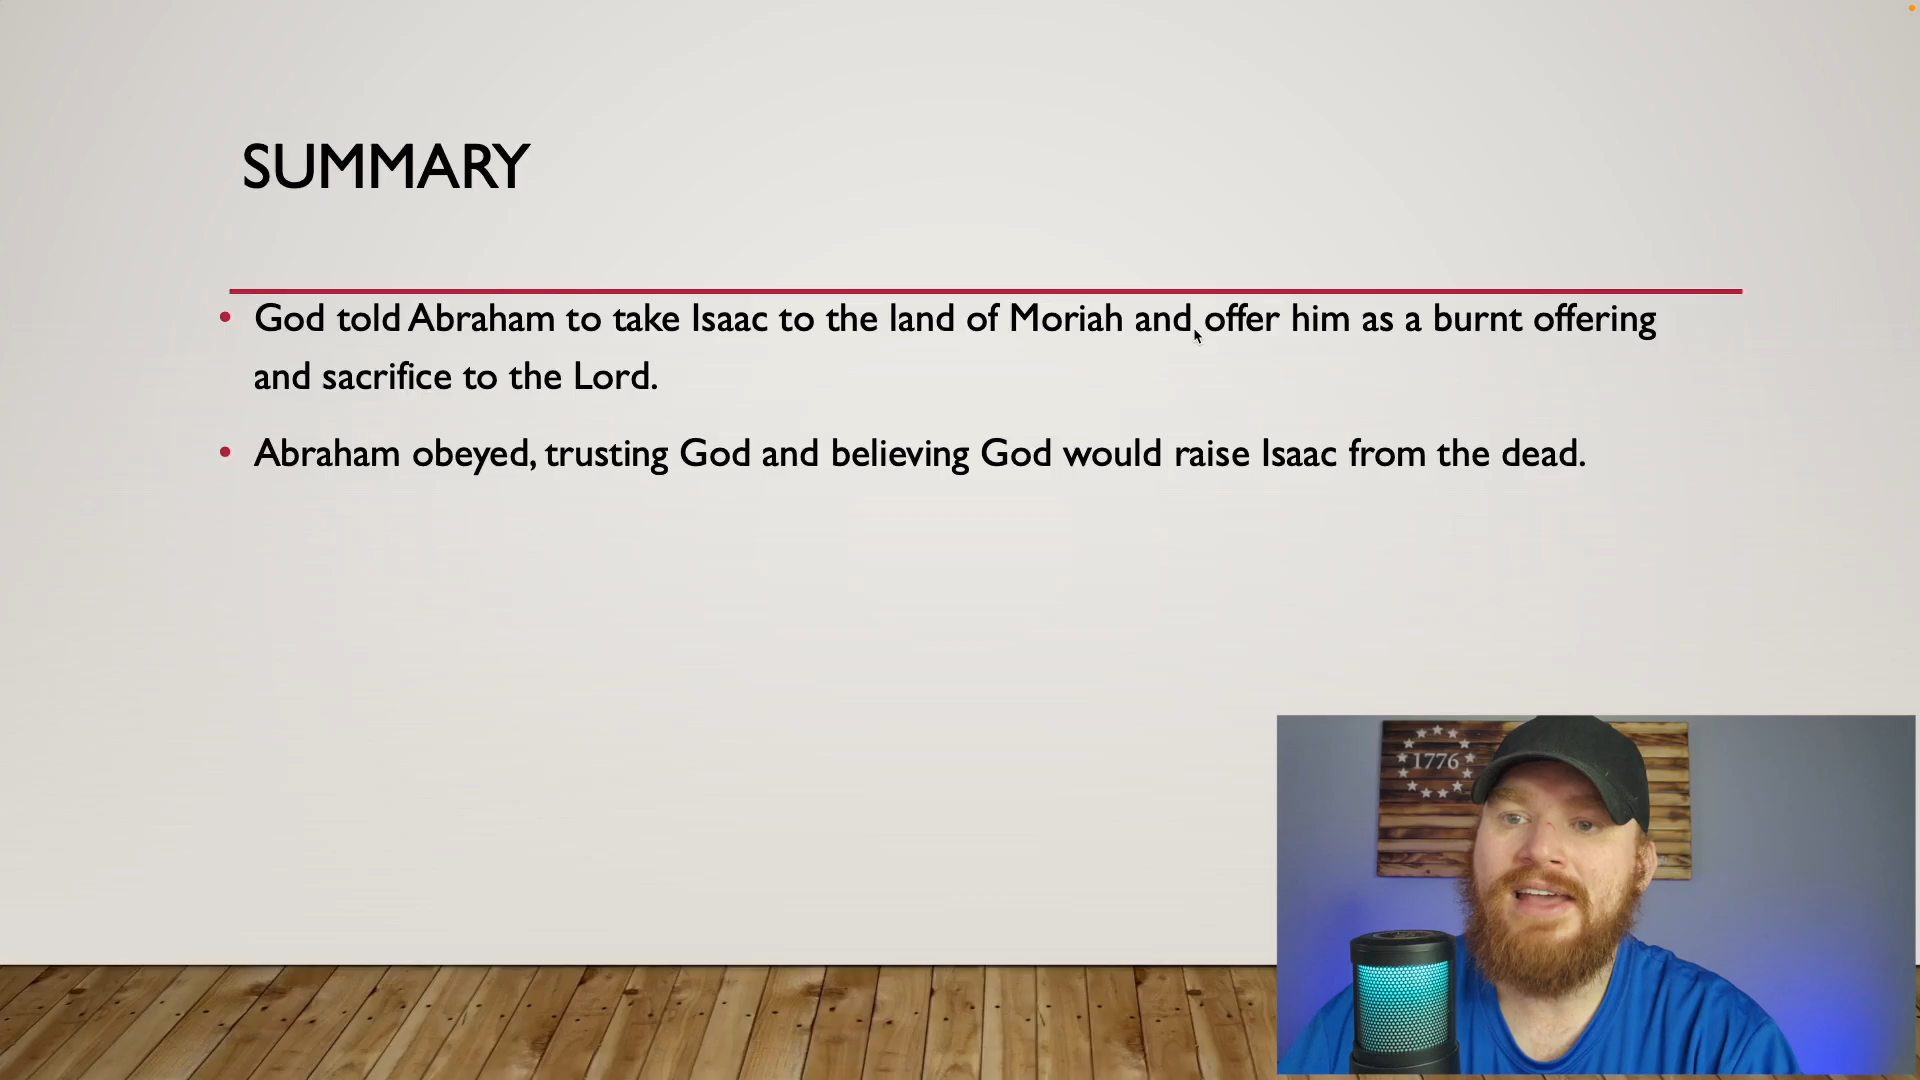 SUMMARY
• God told Abraham to take Isaac to the land of Moriah and offer him as a burnt offering
and sacrifice to the Lord.
• Abraham obeyed, trusting God and believing God would raise Isaac from the dead.
1776